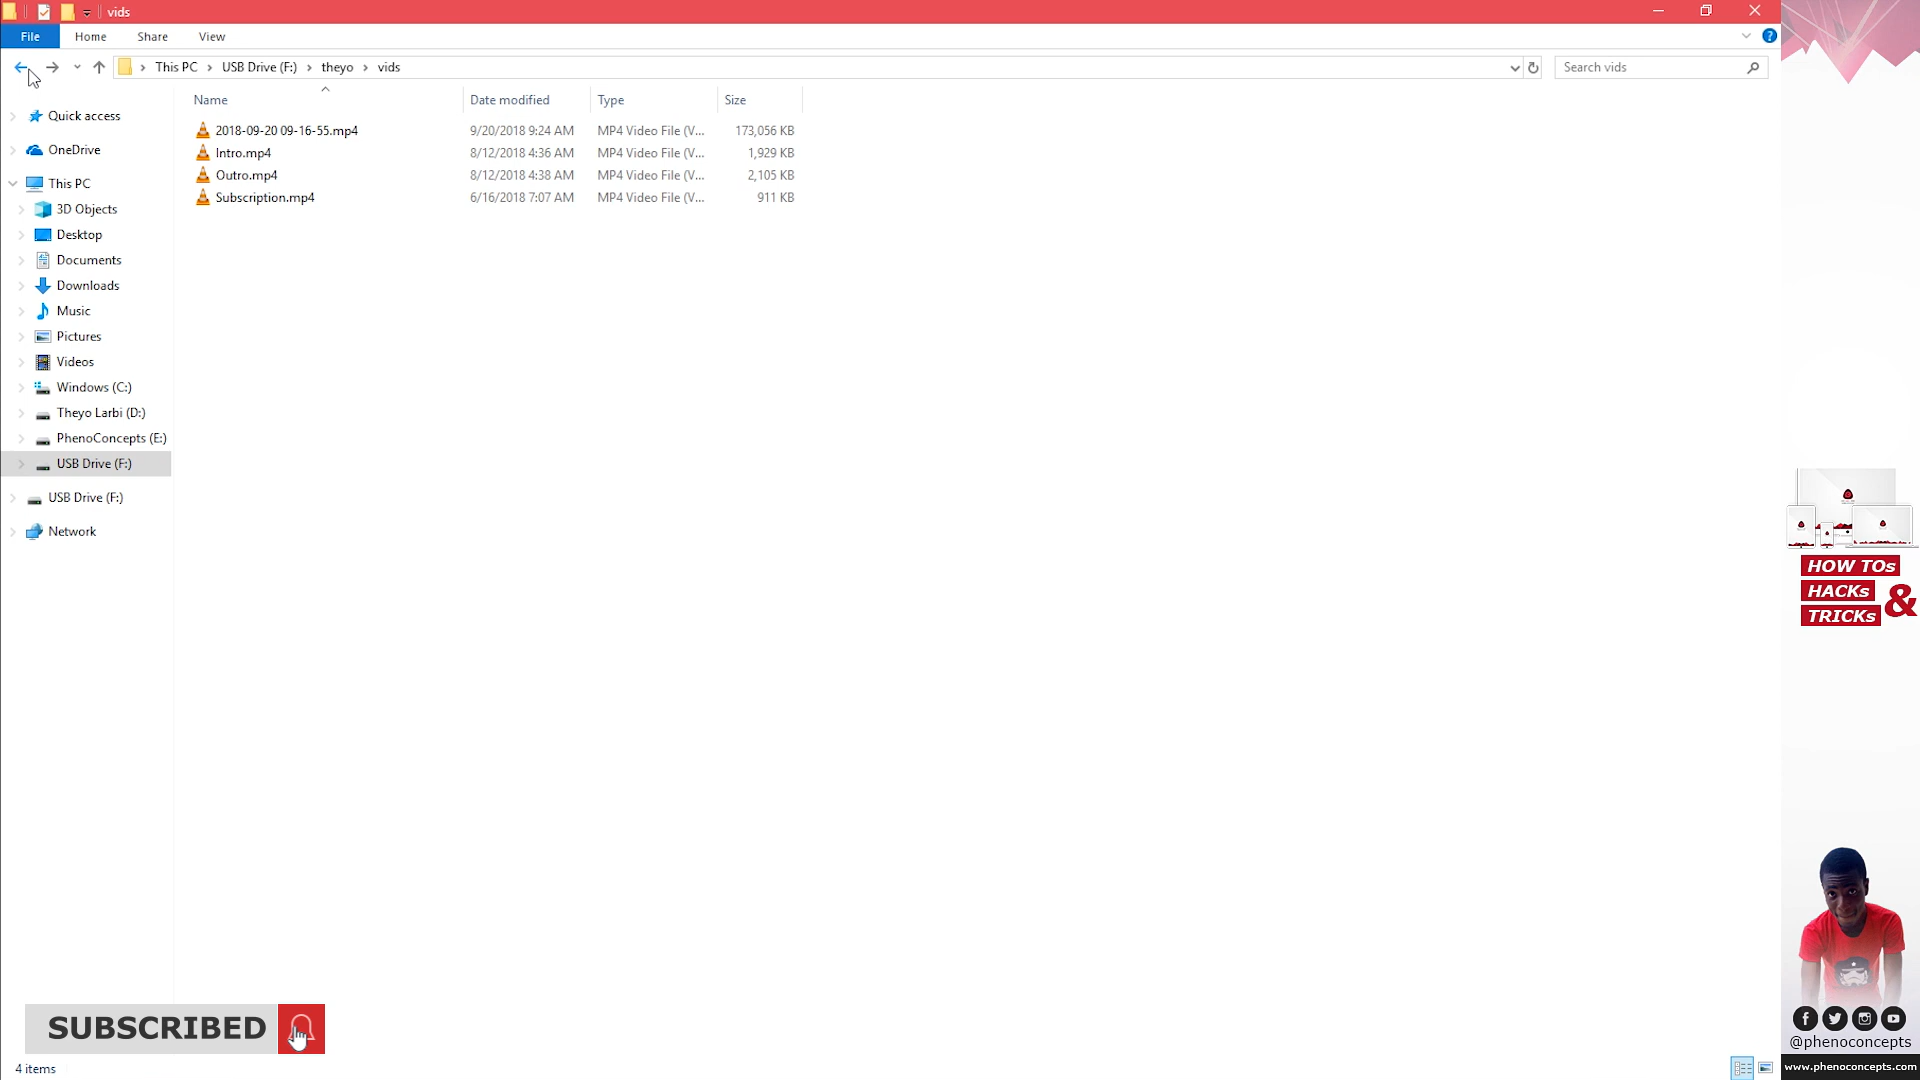 vids
File Home Share View
This PC USB Drive (F:) theyo vids Search vids
Name Date modified Type Size
2018-09-20 09-16-55.mp4 9/20/2018 9:24 AM MP4 Video File (V... 173,056 KB
Intro.mp4 8/12/2018 4:36 AM MP4 Video File (V... 1,929 KB
Outro.mp4 8/12/2018 4:38 AM MP4 Video File (V... 2,105 KB
Subscription.mp4 6/16/2018 7:07 AM MP4 Video File (V... 911 KB
Quick access
OneDrive
This PC
3D Objects
Desktop
Documents
Downloads
Music
Pictures
Videos
Windows (C:)
Theyo Larbi (D:)
PhenoConcepts (E:)
USB Drive (F:)
USB Drive (F:)
Network
HOW TOs
HACKs &
TRICKs
SUBSCRIBED
@phenoconcepts
www.phenoconcepts.com
4 items